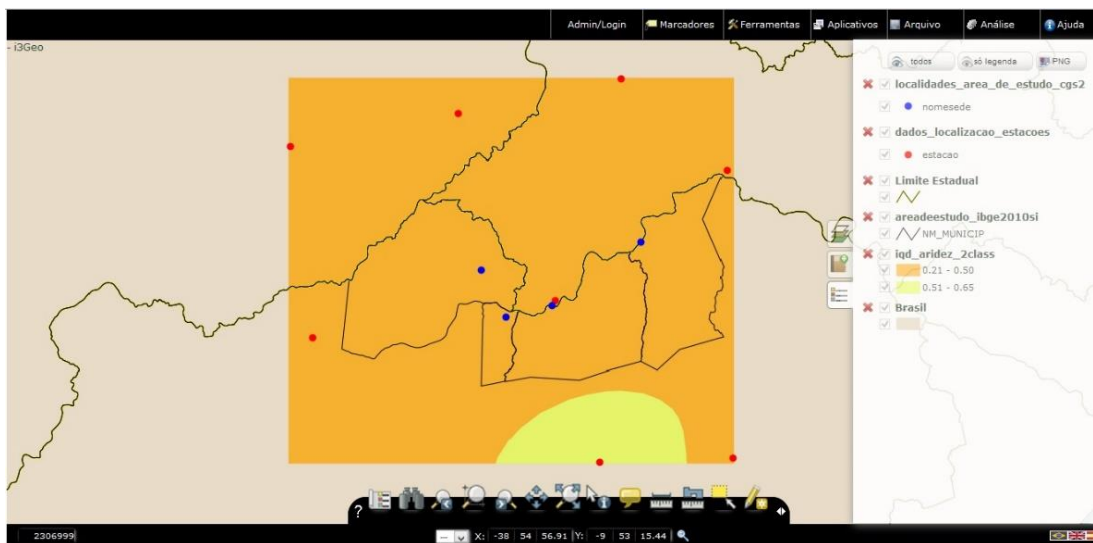 Admin/Login Marcadores Ferramentas Aplicativos Arquivo Análise Ajuda
- i3Geo
todos só legenda PNG
localidades_area_de_estudo_cgs2
nomesede
dados_localizacao_estacoes
estacao
Limite Estadual
areadeestudo_ibge2010si
NM_MUNICIP
iqd_aridez_2class
0.21 - 0.50
0.51 - 0.65
Brasil
?
2306999 --- X: -38 54 56.91 Y: -9 53 15.44